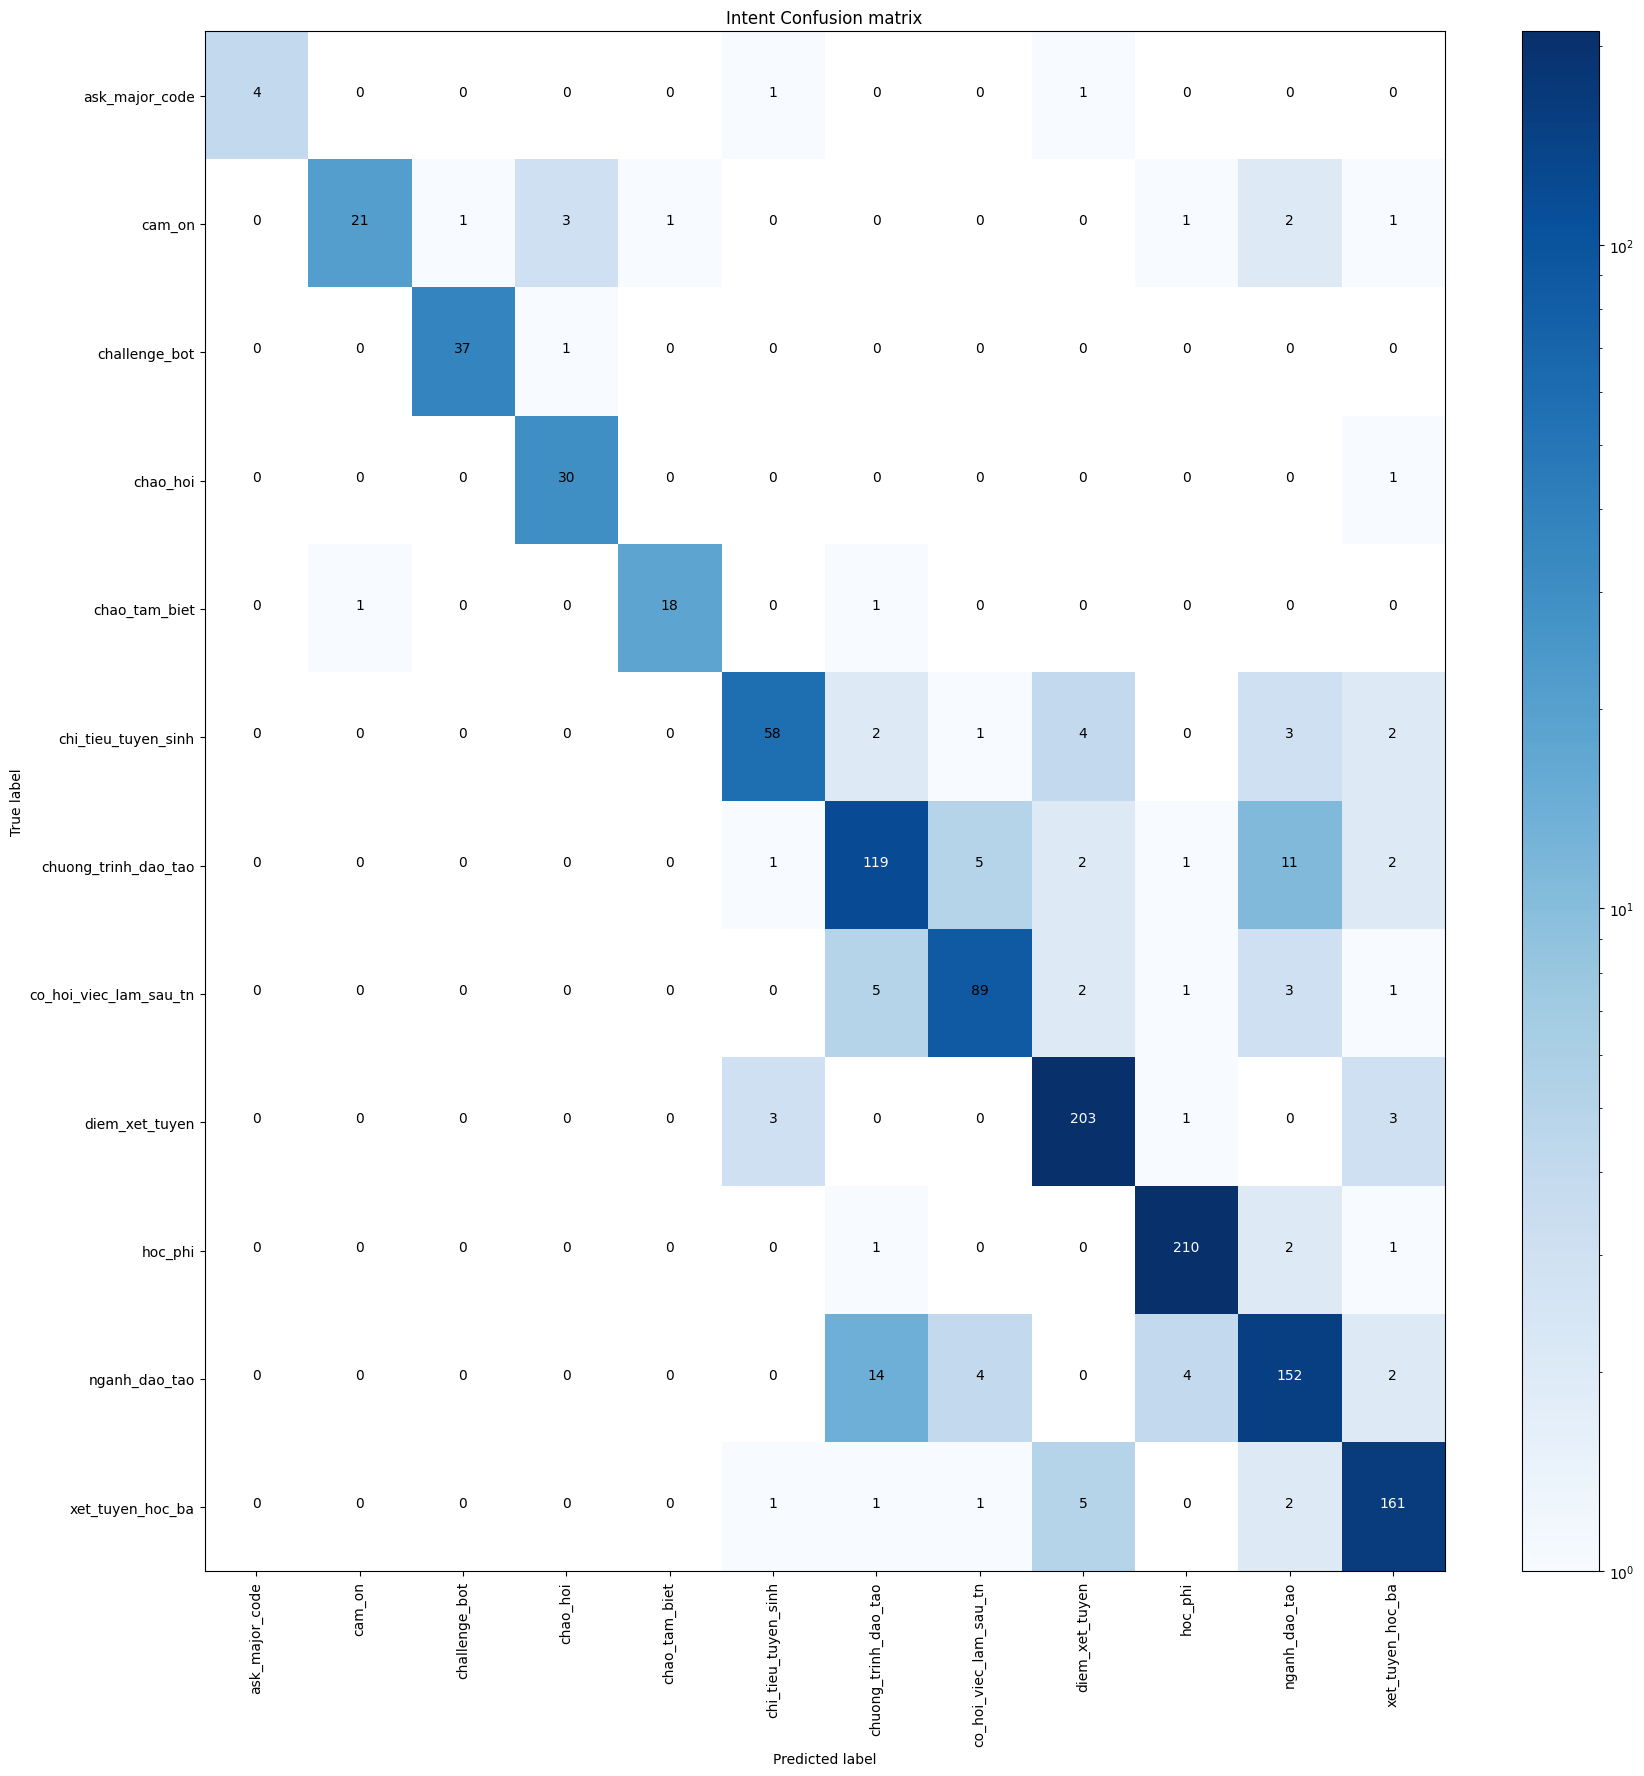 Intent Confusion matrix
True label
ask_major_code 4 0 0 0 0 1 0 0 1 0 0 0
cam_on 0 21 1 3 1 0 0 0 0 1 2 1
challenge_bot 0 0 37 1 0 0 0 0 0 0 0 0
chao_hoi 0 0 0 30 0 0 0 0 0 0 0 1
chao_tam_biet 0 1 0 0 18 0 1 0 0 0 0 0
chi_tieu_tuyen_sinh 0 0 0 0 0 58 2 1 4 0 3 2
chuong_trinh_dao_tao 0 0 0 0 0 1 119 5 2 1 11 2
co_hoi_viec_lam_sau_tn 0 0 0 0 0 0 5 89 2 1 3 1
diem_xet_tuyen 0 0 0 0 0 3 0 0 203 1 0 3
hoc_phi 0 0 0 0 0 0 1 0 0 210 2 1
nganh_dao_tao 0 0 0 0 0 0 14 4 0 4 152 2
xet_tuyen_hoc_ba 0 0 0 0 0 1 1 1 5 0 2 161
ask_major_code
cam_on
challenge_bot
chao_hoi
chao_tam_biet
chi_tieu_tuyen_sinh
chuong_trinh_dao_tao
co_hoi_viec_lam_sau_tn
diem_xet_tuyen
hoc_phi
nganh_dao_tao
xet_tuyen_hoc_ba
Predicted label
10²
10¹
10⁰